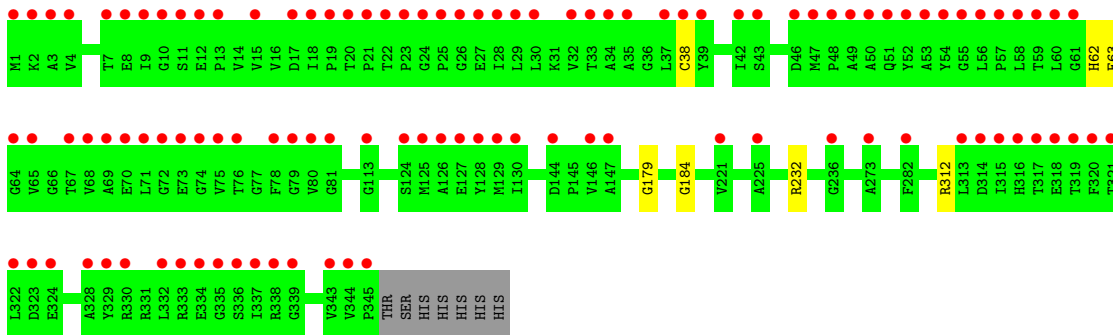 M1 K2 A3 V4 T7 E8 I9 G10 S11 E12 P13 V14 V15 V16 D17 I18 P19 T20 P21 T22 P23 G24 P25 G26 E27 I28 L29 L30 K31 V32 T33 A34 A35 G36 L37 C38 Y39 I42 S43 D46 M47 P48 A49 A50 Q51 Y52 A53 Y54 G55 L56 P57 L58 T59 L60 G61 H62 E63
G64 V65 G66 T67 V68 A69 E70 L71 G72 E73 G74 V75 T76 G77 F78 G79 V80 G81 G113 S124 M125 A126 E127 Y128 M129 I130 D144 P145 V146 A147 G179 G184 V221 A225 R232 G236 A273 F282 R312 L313 D314 I315 H316 T317 E318 T319 F320 T321
L322 D323 E324 A328 Y329 R330 R331 L332 R333 E334 G335 S336 I337 R338 G339 V343 V344 P345 THR SER HIS HIS HIS HIS HIS